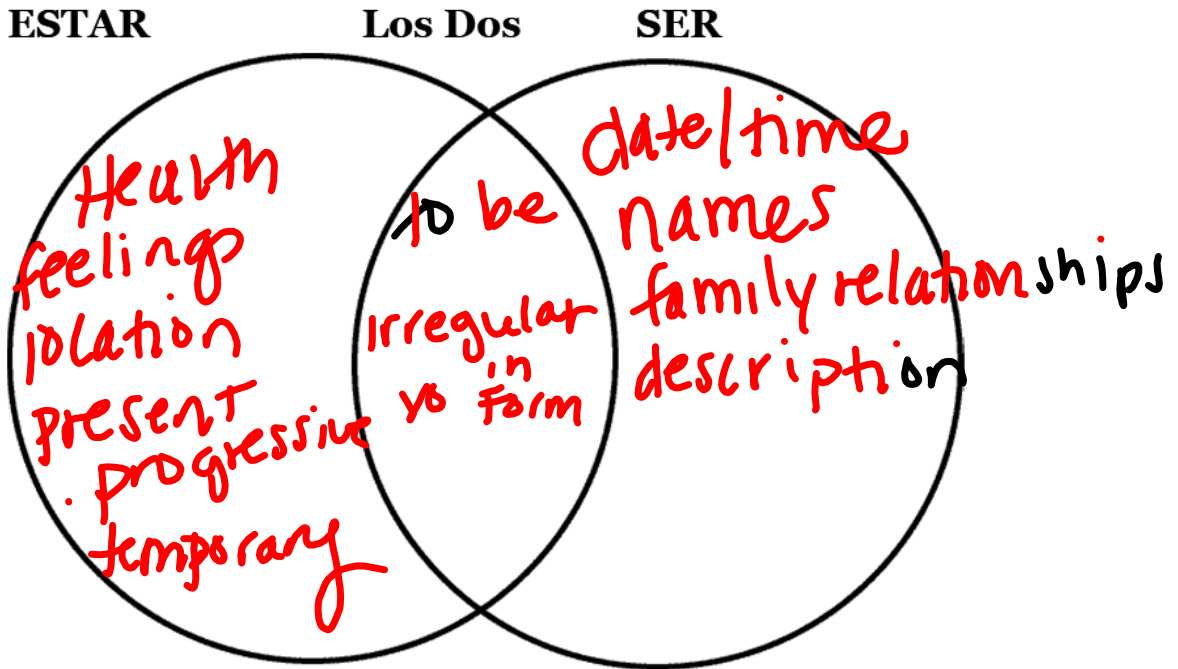 ESTAR Los Dos SER
Health
feelings
location
present
progressive
temporary
to be
irregular
in
yo Form
date/time
names
family relationships
description